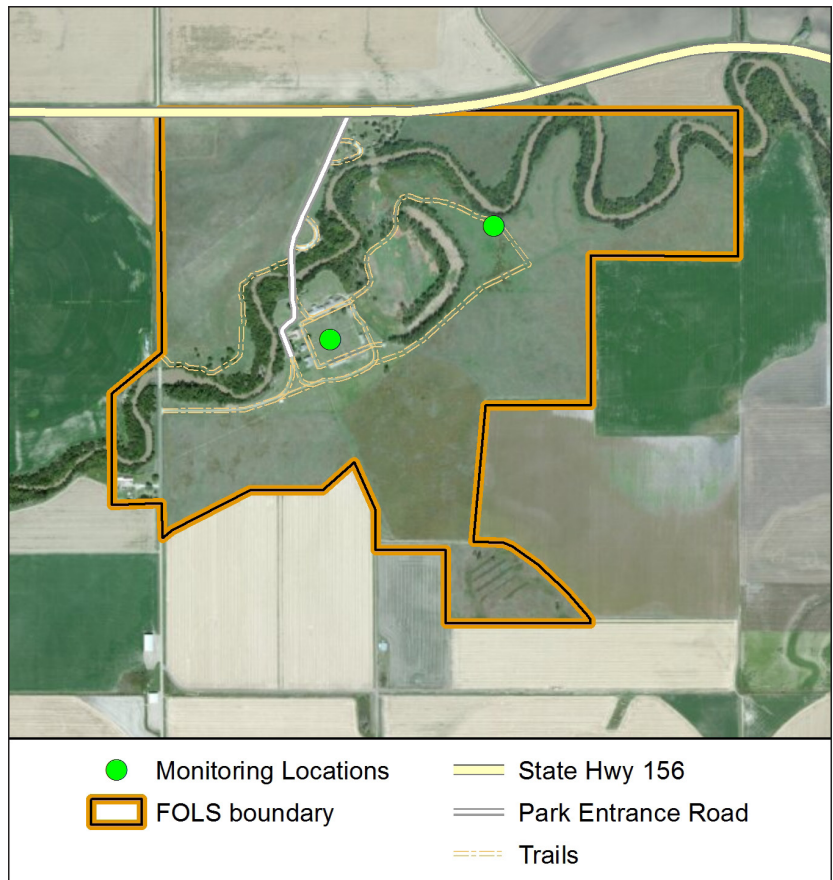 Monitoring Locations
FOLS boundary
State Hwy 156
Park Entrance Road
Trails